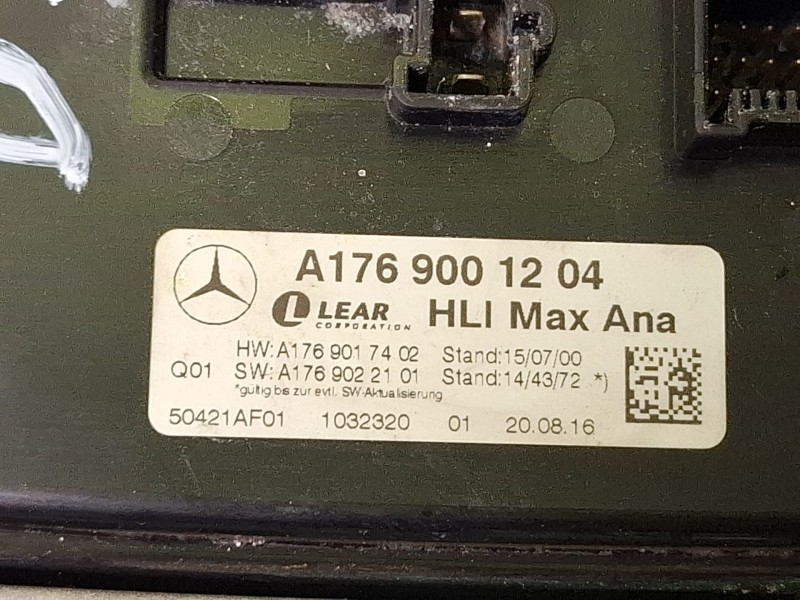 A176 900 12 04
LEAR HLI Max Ana
CORPORATION
HW:A176 901 74 02 Stand:15/07/00
Q01 SW:A176 902 21 01 Stand:14/43/72 *)
*gültig bis zur evtl. SW-Aktualisierung
50421AF01 1032320 01 20.08.16